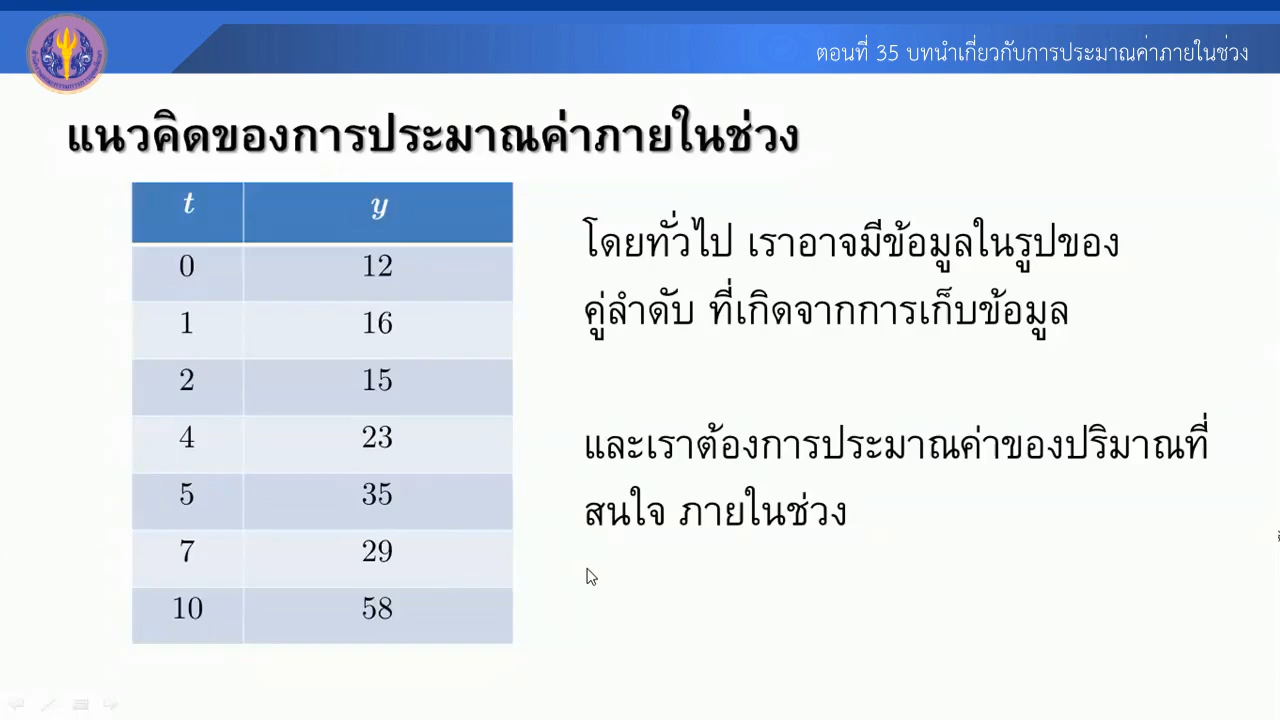 ตอนที่ 35 บทนำเกี่ยวกับการประมาณค่าภายในช่วง
แนวคิดของการประมาณค่าภายในช่วง
t y
0 12
1 16
2 15
4 23
5 35
7 29
10 58
โดยทั่วไป เราอาจมีข้อมูลในรูปของ
คู่ลำดับ ที่เกิดจากการเก็บข้อมูล
และเราต้องการประมาณค่าของปริมาณที่
สนใจ ภายในช่วง